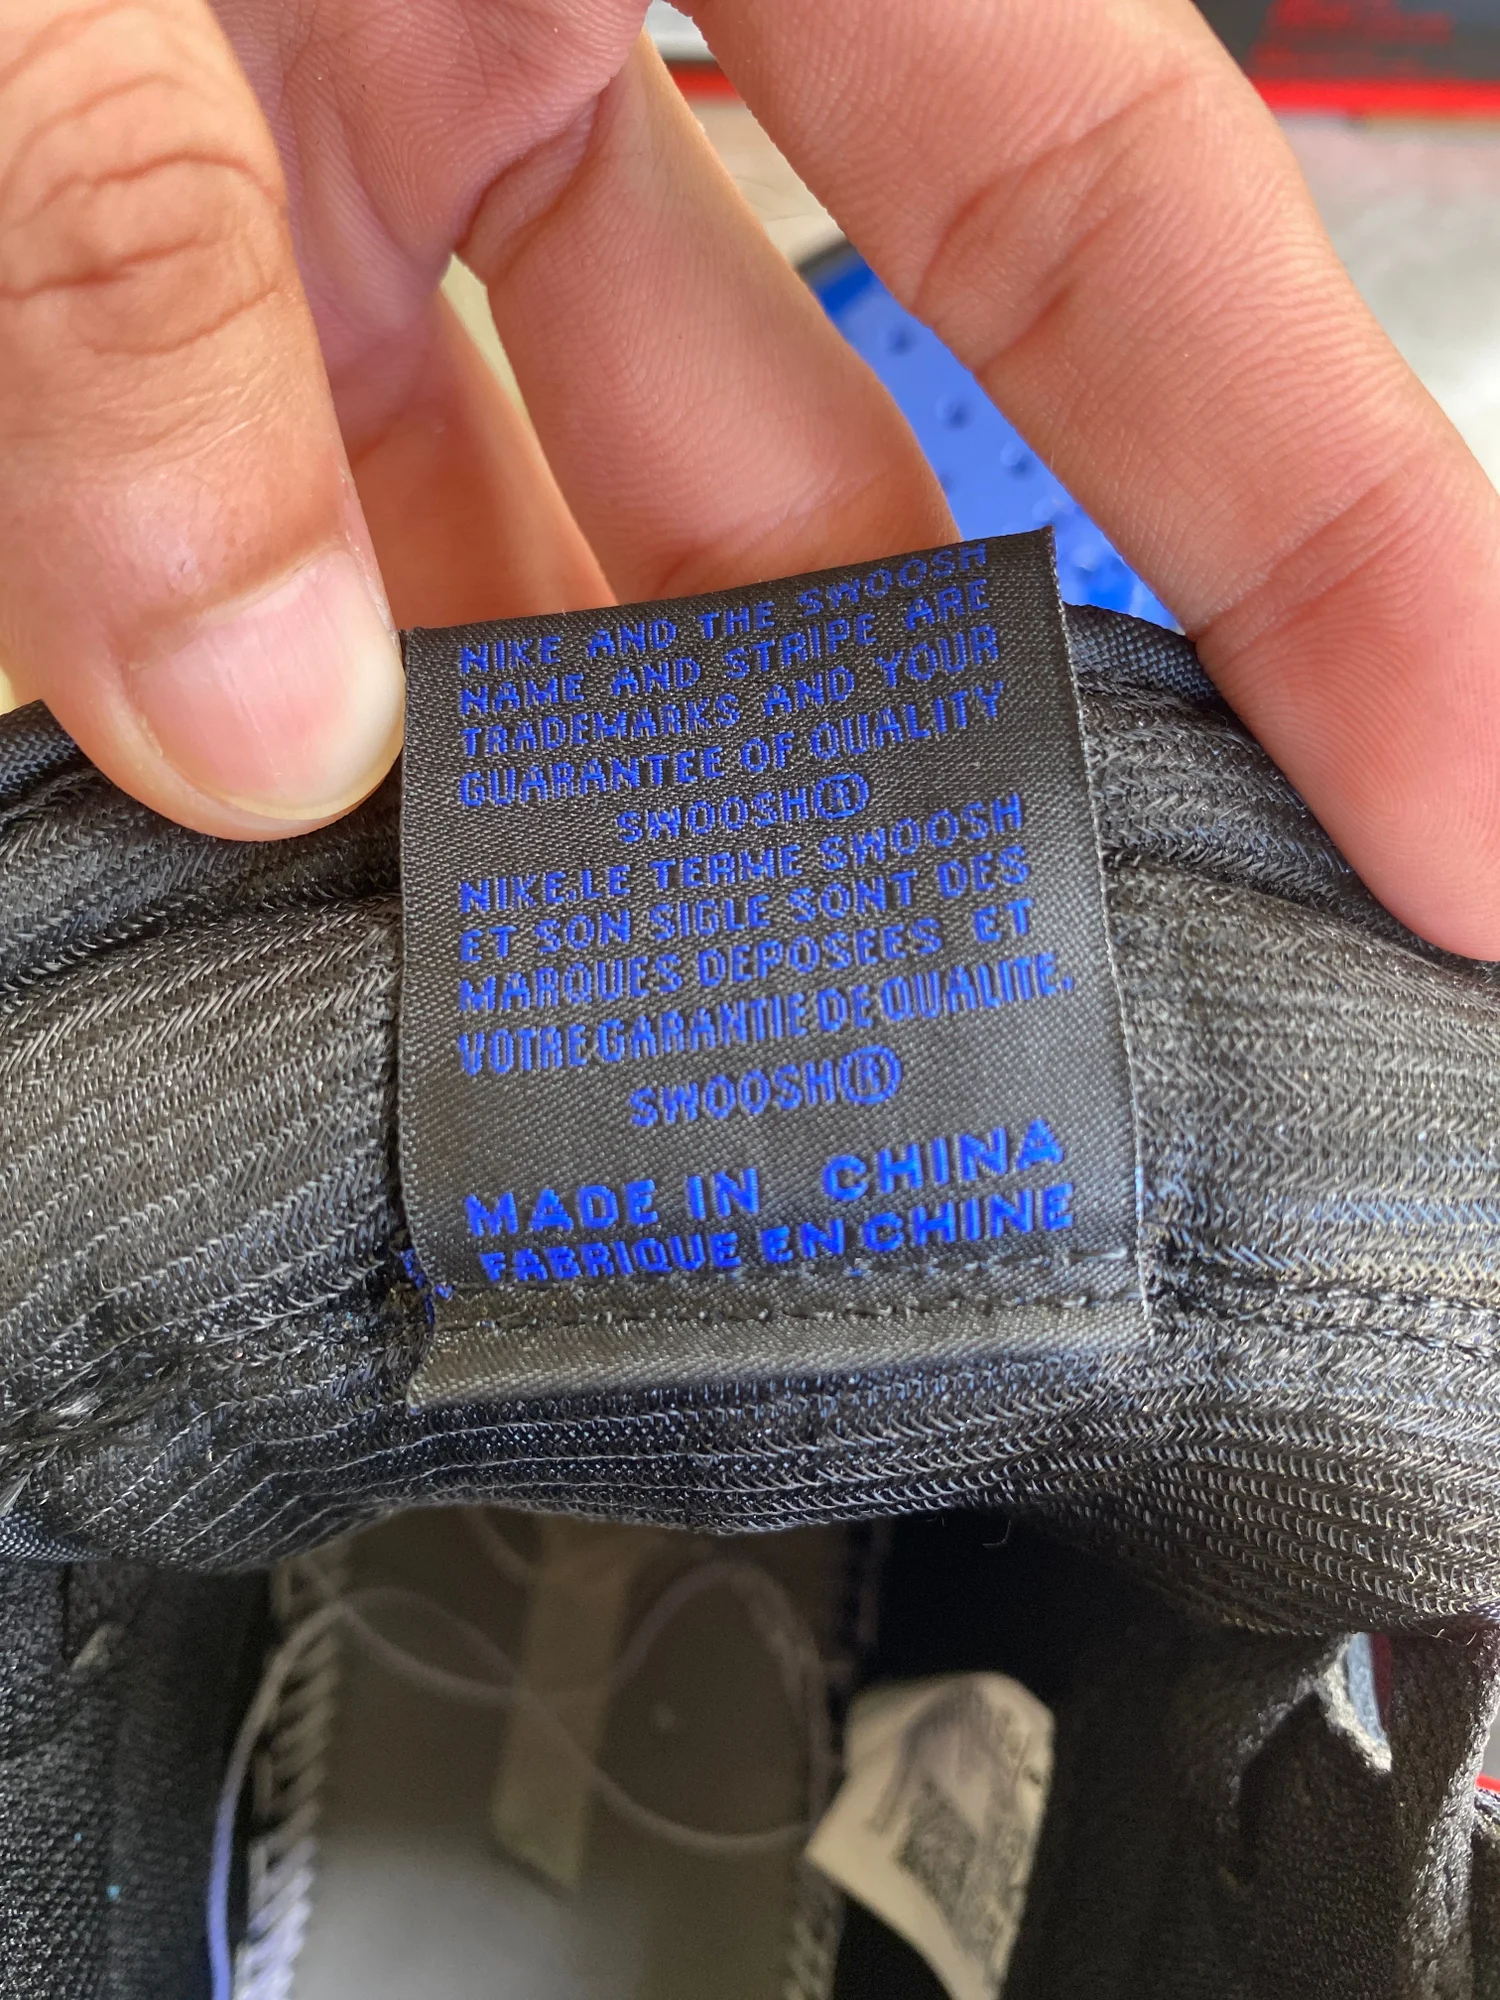 NIKE AND THE SWOOSH
NAME AND STRIPE ARE
TRADEMARKS AND YOUR
GUARANTEE OF QUALITY
SWOOSH®
NIKE.LE TERME SWOOSH
ET SON SIGLE SONT DES
MARQUES DEPOSEES ET
VOTRE GARANTIE DE QUALITE.
SWOOSH®
MADE IN CHINA
FABRIQUE EN CHINE